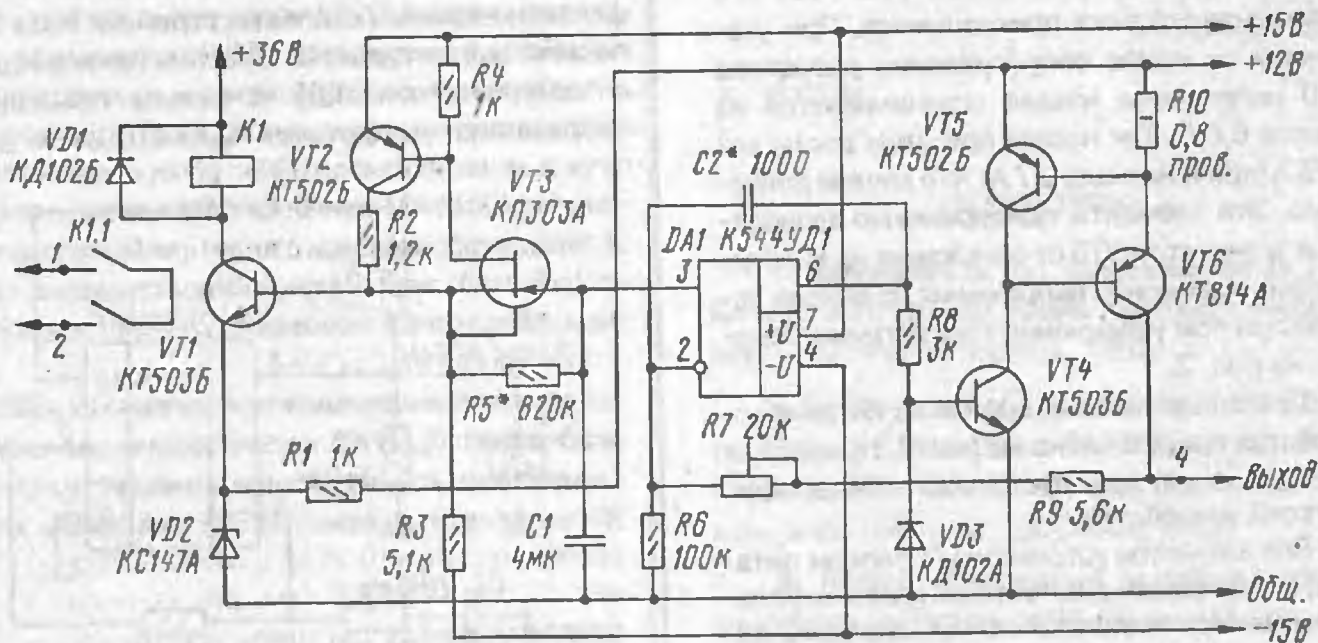 +36В
VD1
КД102Б
K1
K1.1
1
2
VT1
КТ503Б
VT2
КТ502Б
R4
1к
R2
1,2к
VT3
КП303А
R5* 820к
R1 1к
VD2
КС147А
R3
5,1к
C1
4мк
C2* 1000
DA1 К544УД1
3
2
6
7
4
+U
-U
R7 20к
R6
100к
R8
3к
VD3
КД102А
VT4
КТ503Б
VT5
КТ502Б
R10
0,8
пров.
VT6
КТ814А
R9 5,6к
4
+15В
+12В
Выход
Общ.
-15В